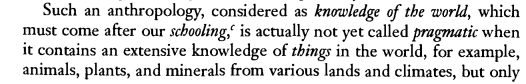 Such an anthropology, considered as knowledge of the world, which
must come after our schooling,ᶜ is actually not yet called pragmatic when
it contains an extensive knowledge of things in the world, for example,
animals, plants, and minerals from various lands and climates, but only